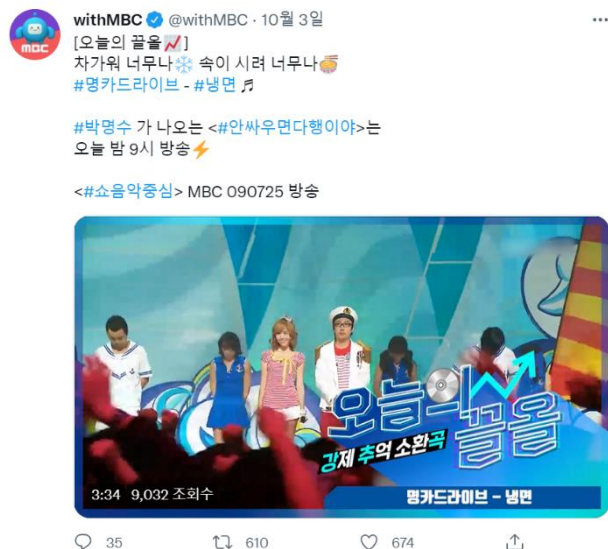 withMBC @withMBC · 10월 3일
[오늘의 끌올📈]
차가워 너무나❄️ 속이 시려 너무나🍜
#명카드라이브 - #냉면 🎵
#박명수 가 나오는 <#안싸우면다행이야>는
오늘 밤 9시 방송⚡
<#쇼음악중심> MBC 090725 방송
오늘의
끌올
강제 추억 소환곡
3:34 9,032 조회수
명카드라이브 - 냉면
35 610 674